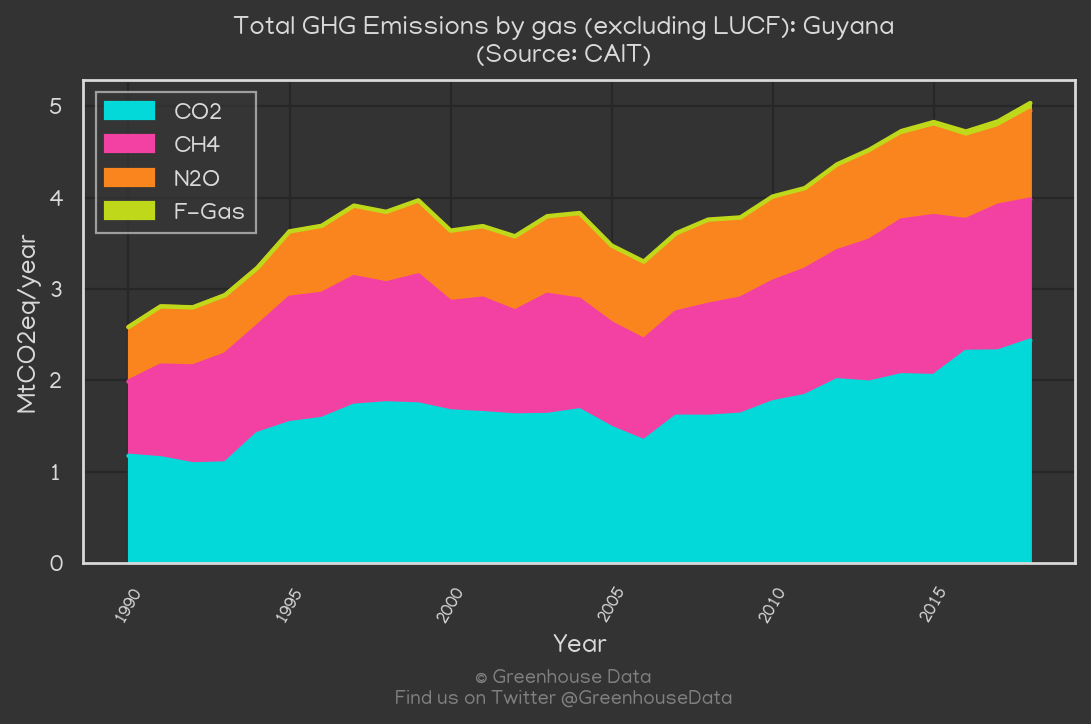 Total GHG Emissions by gas (excluding LUCF): Guyana
(Source: CAIT)
CO2
CH4
N2O
F-Gas
MtCO2eq/year
5
4
3
2
1
0
1990
1995
2000
2005
2010
2015
Year
© Greenhouse Data
Find us on Twitter @GreenhouseData